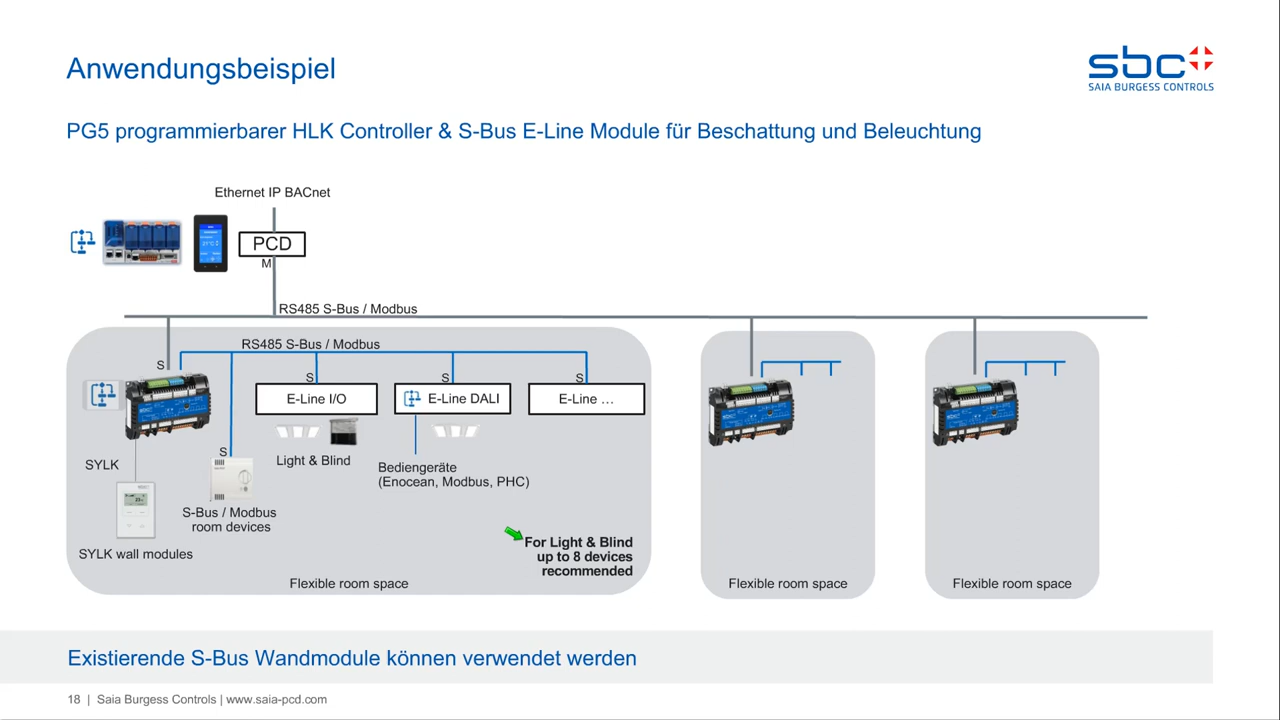 Anwendungsbeispiel
sbc
SAIA BURGESS CONTROLS
PG5 programmierbarer HLK Controller & S-Bus E-Line Module für Beschattung und Beleuchtung
Ethernet IP BACnet
PCD
M
RS485 S-Bus / Modbus
RS485 S-Bus / Modbus
S
S
S
S
E-Line I/O
E-Line DALI
E-Line …
S
Light & Blind
SYLK
Bediengeräte
(Enocean, Modbus, PHC)
S-Bus / Modbus
room devices
SYLK wall modules
For Light & Blind
up to 8 devices
recommended
Flexible room space
Flexible room space
Flexible room space
Existierende S-Bus Wandmodule können verwendet werden
18 | Saia Burgess Controls | www.saia-pcd.com